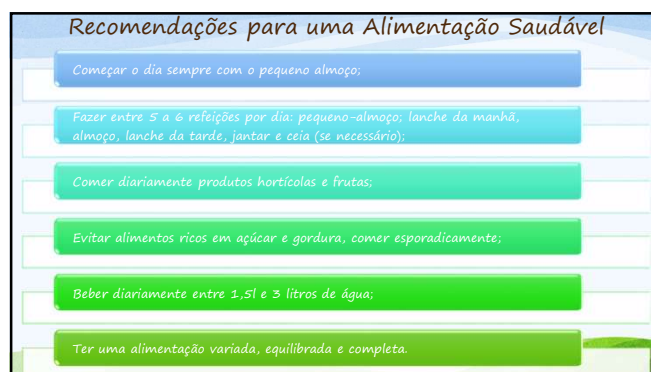 Recomendações para uma Alimentação Saudável
Começar o dia sempre com o pequeno almoço;
Fazer entre 5 a 6 refeições por dia: pequeno-almoço; lanche da manhã,
almoço, lanche da tarde, jantar e ceia (se necessário);
Comer diariamente produtos hortícolas e frutas;
Evitar alimentos ricos em açúcar e gordura, comer esporadicamente;
Beber diariamente entre 1,5l e 3 litros de água;
Ter uma alimentação variada, equilibrada e completa.